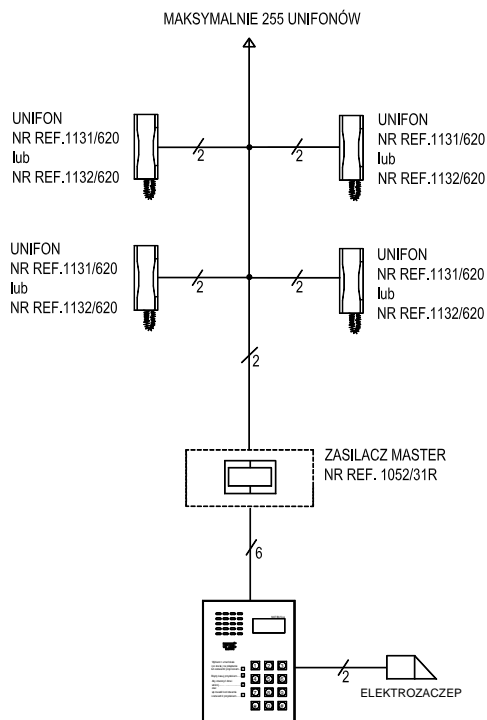 MAKSYMALNIE 255 UNIFONÓW
UNIFON
NR REF.1131/620
lub
NR REF.1132/620
UNIFON
NR REF.1131/620
lub
NR REF.1132/620
2
2
UNIFON
NR REF.1131/620
lub
NR REF.1132/620
UNIFON
NR REF.1131/620
lub
NR REF.1132/620
2
2
2
ZASILACZ MASTER
NR REF. 1052/31R
6
2
ELEKTROZACZEP